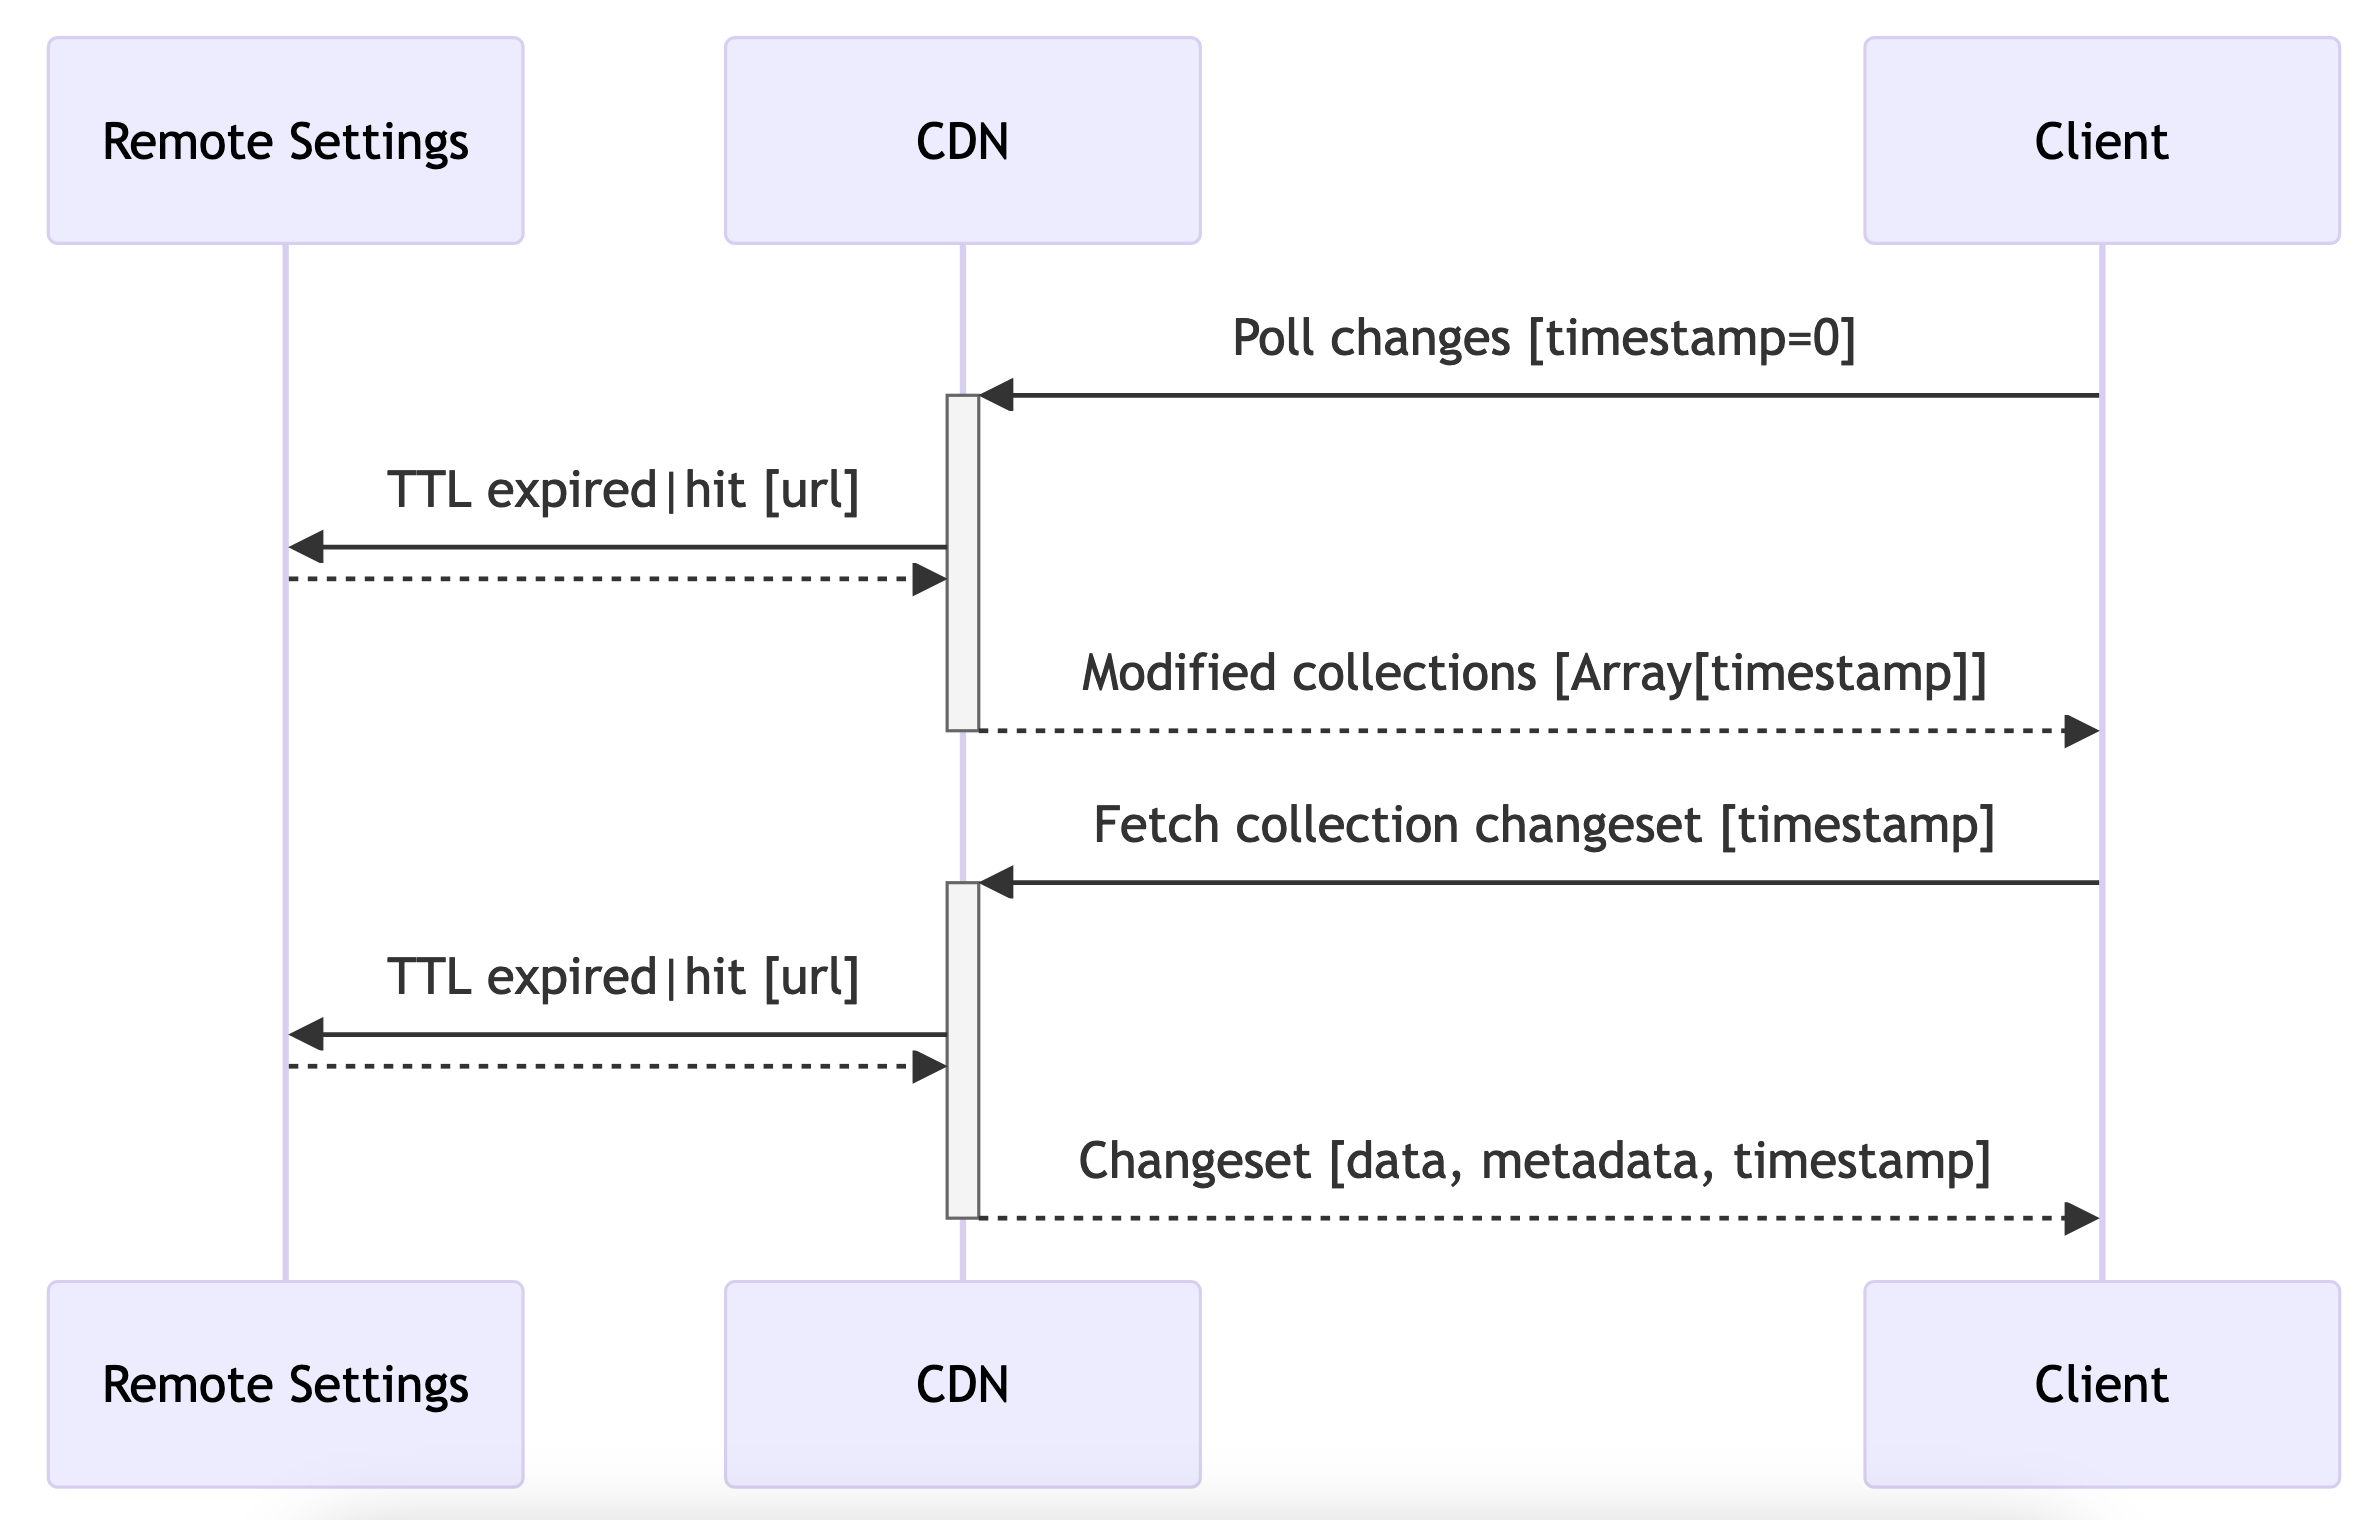 Remote Settings
CDN
Client
Poll changes [timestamp=0]
TTL expired|hit [url]
Modified collections [Array[timestamp]]
Fetch collection changeset [timestamp]
TTL expired|hit [url]
Changeset [data, metadata, timestamp]
Remote Settings
CDN
Client